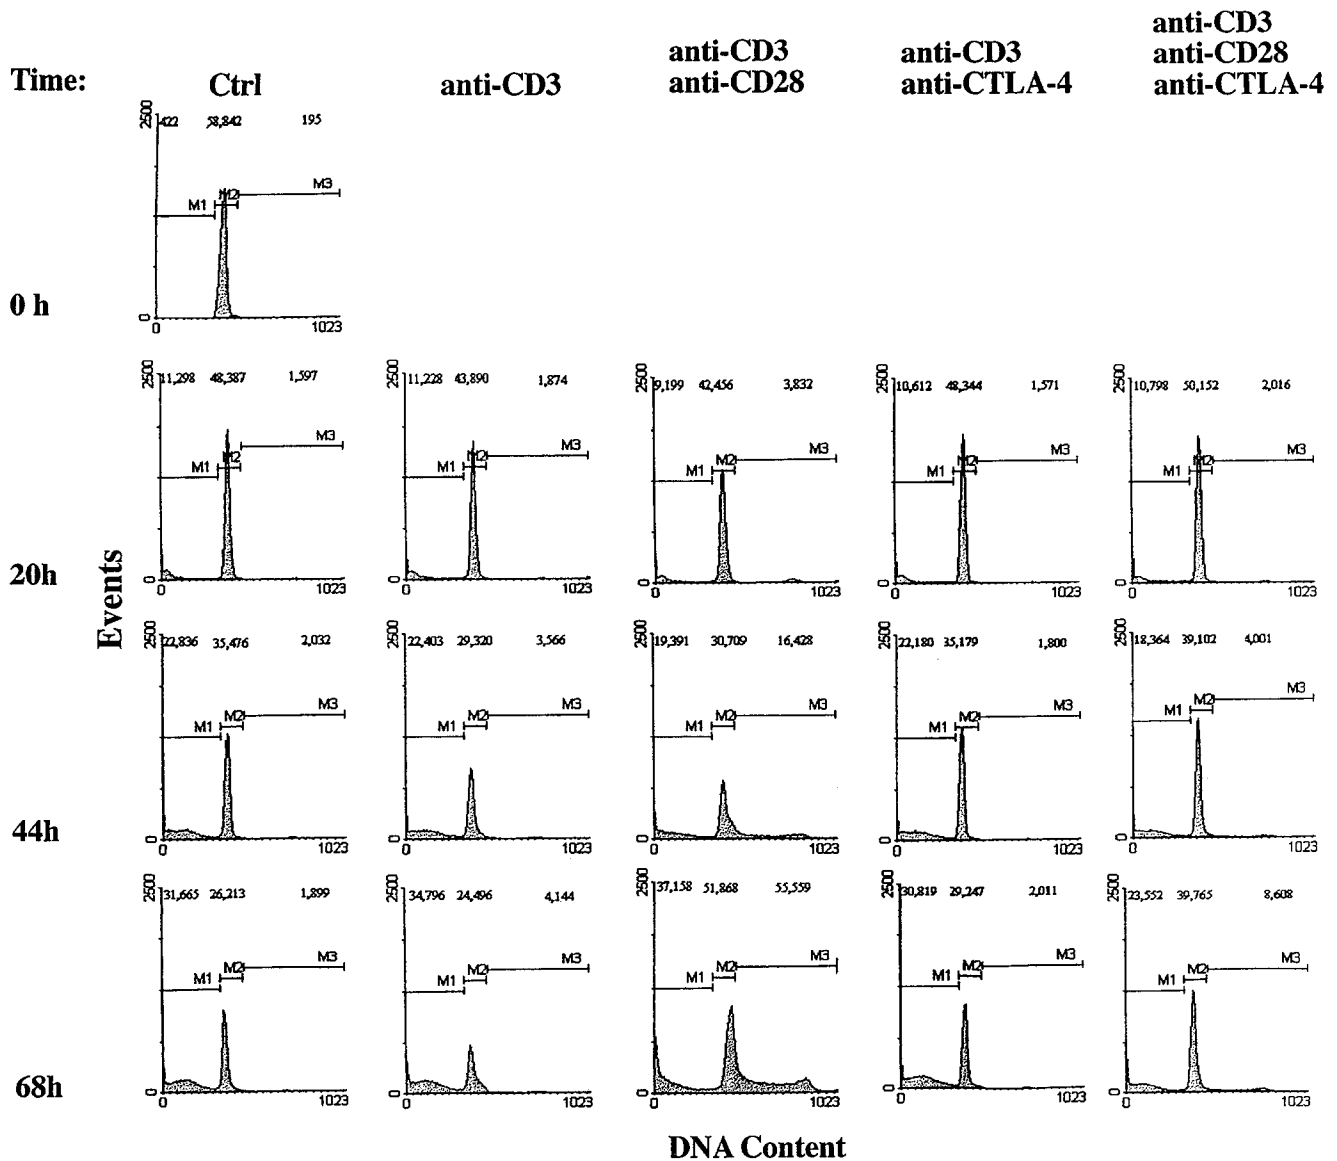 anti-CD3
anti-CD3 anti-CD3 anti-CD28
Time: Ctrl anti-CD3 anti-CD28 anti-CTLA-4 anti-CTLA-4
2500 422 58,842 195
M1 M2 M3
0 h
0
0 1023
2500 11,298 48,387 1,597
M1 M2 M3
0
0 1023
2500 11,228 43,890 1,874
M1 M2 M3
0
0 1023
2500 9,199 42,456 3,832
M1 M2 M3
0
0 1023
2500 10,612 48,344 1,571
M1 M2 M3
0
0 1023
2500 10,798 50,152 2,016
M1 M2 M3
0
0 1023
20h
Events
2500 22,836 35,476 2,032
M1 M2 M3
0
0 1023
2500 22,403 29,320 3,566
M1 M2 M3
0
0 1023
2500 19,391 30,709 16,428
M1 M2 M3
0
0 1023
2500 22,180 35,179 1,800
M1 M2 M3
0
0 1023
2500 18,364 39,102 4,001
M1 M2 M3
0
0 1023
44h
2500 31,665 26,213 1,899
M1 M2 M3
0
0 1023
2500 34,796 24,496 4,144
M1 M2 M3
0
0 1023
2500 37,158 51,868 55,559
M1 M2 M3
0
0 1023
2500 30,819 29,247 2,011
M1 M2 M3
0
0 1023
2500 23,552 39,765 8,608
M1 M2 M3
0
0 1023
68h
DNA Content